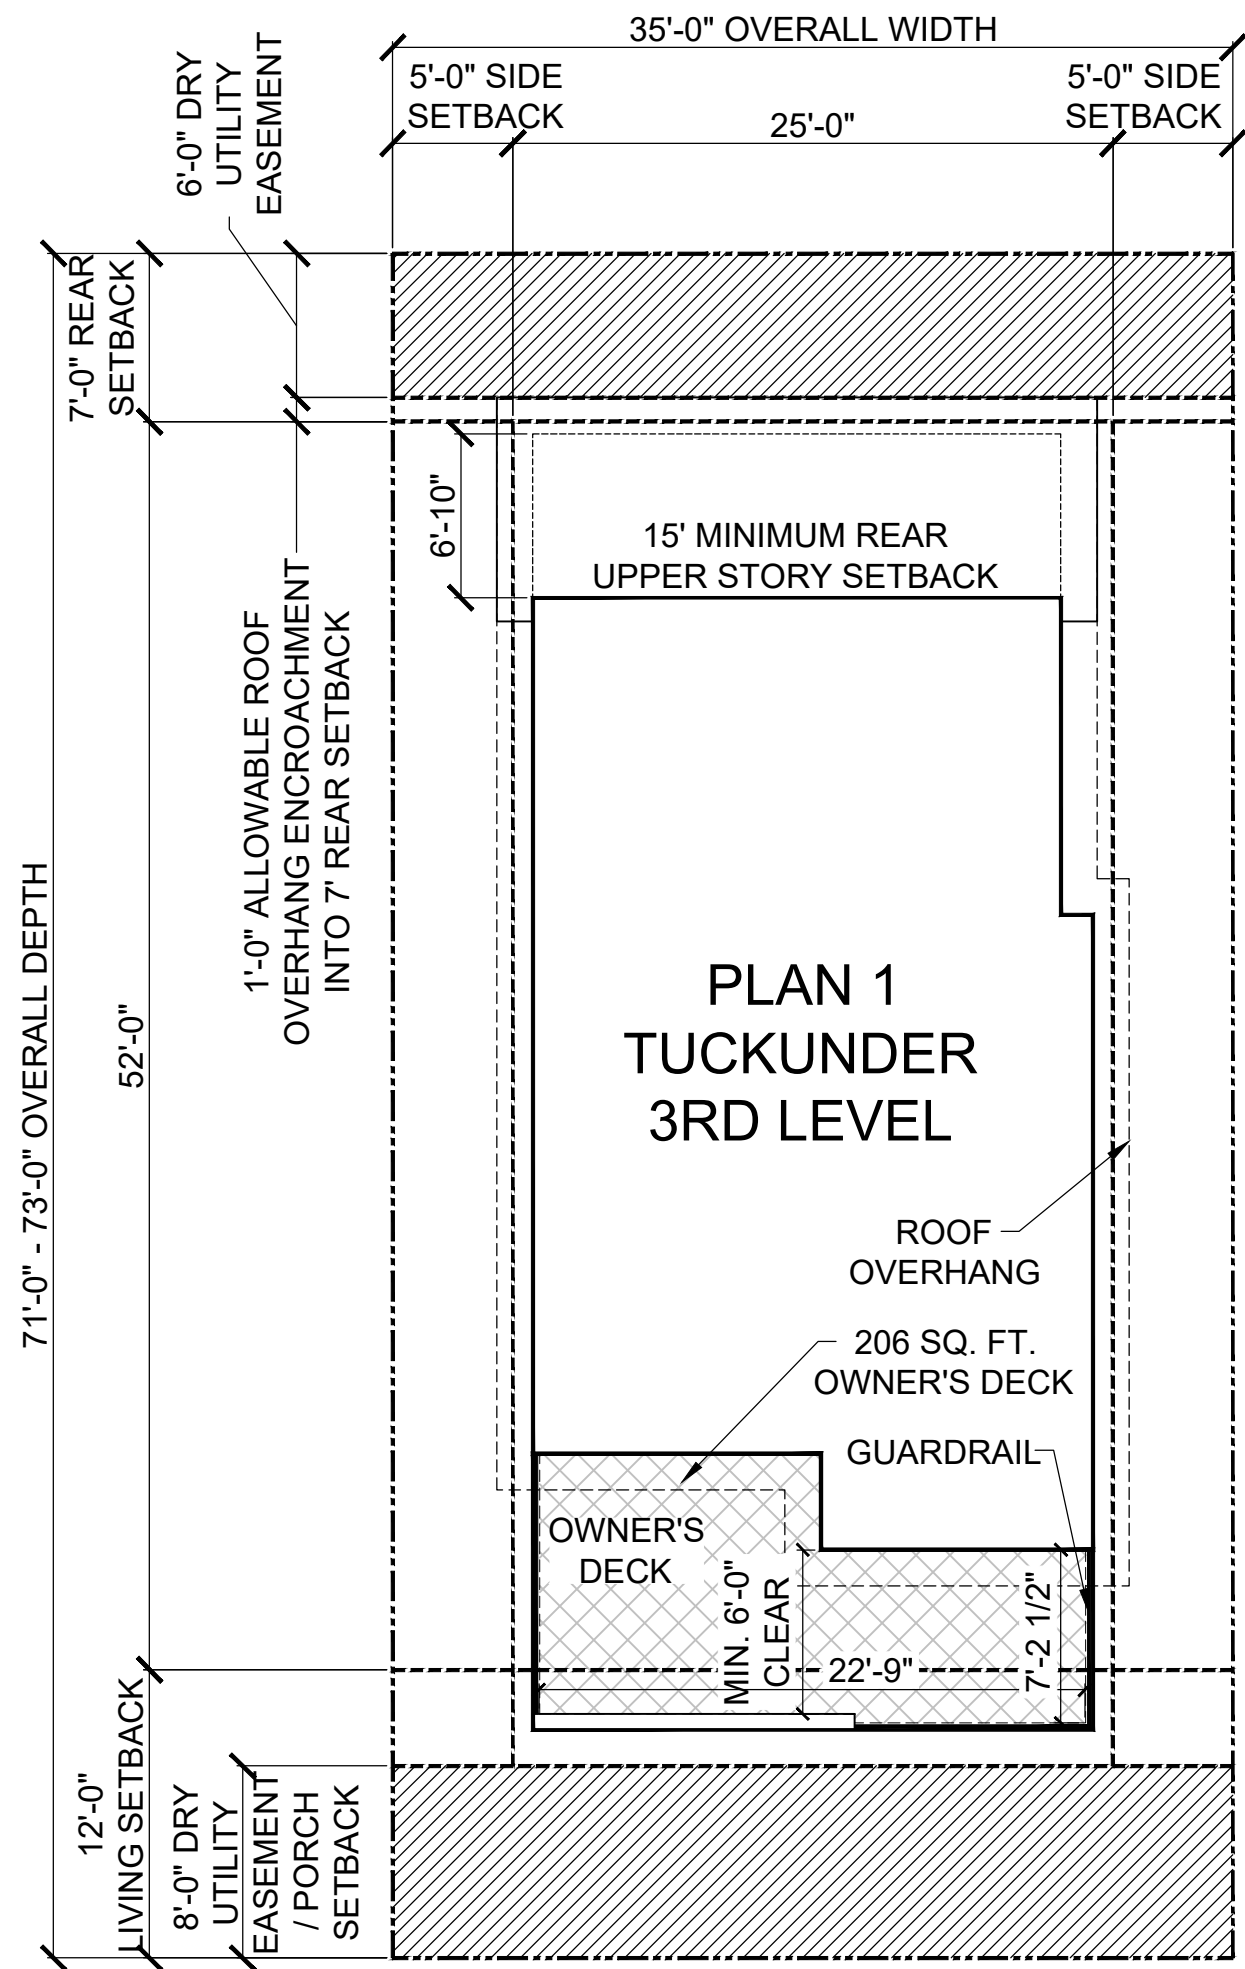 35'-0" OVERALL WIDTH
5'-0" SIDE
SETBACK
25'-0"
5'-0" SIDE
SETBACK
6'-0" DRY
UTILITY
EASEMENT
7'-0" REAR
SETBACK
6'-10"
15' MINIMUM REAR
UPPER STORY SETBACK
1'-0" ALLOWABLE ROOF
OVERHANG ENCROACHMENT
INTO 7' REAR SETBACK
71'-0" - 73'-0" OVERALL DEPTH
52'-0"
PLAN 1
TUCKUNDER
3RD LEVEL
ROOF
OVERHANG
206 SQ. FT.
OWNER'S DECK
GUARDRAIL
OWNER'S
DECK
MIN. 6'-0"
CLEAR
22'-9"
7'-2 1/2"
12'-0"
LIVING SETBACK
8'-0" DRY
UTILITY
EASEMENT
/ PORCH
SETBACK